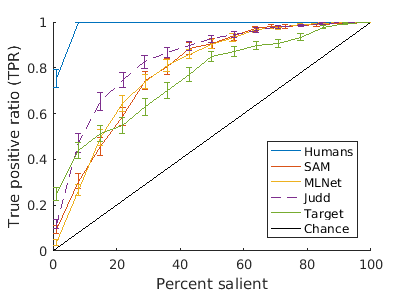 1
0.8
0.6
0.4
0.2
0
0 20 40 60 80 100
True positive ratio (TPR)
Percent salient
Humans
SAM
MLNet
Judd
Target
Chance